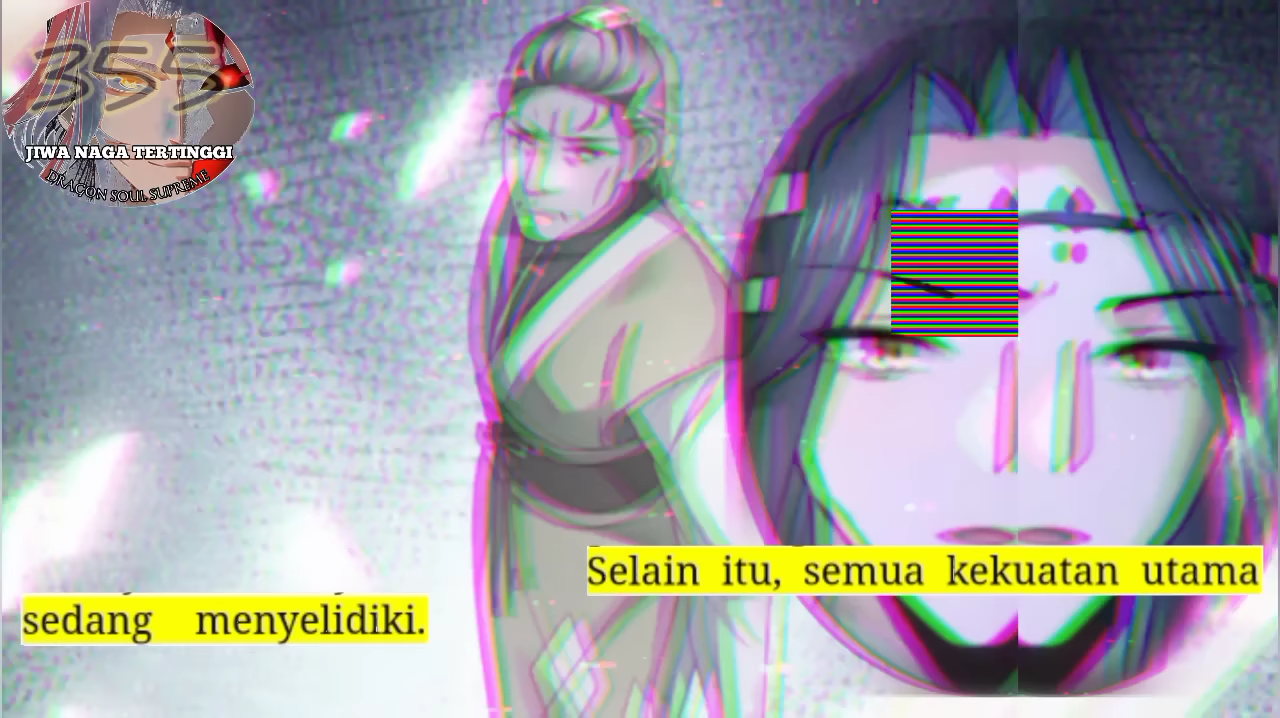 355
JIWA NAGA TERTINGGI
DRAGON SOUL SUPREME
Selain itu, semua kekuatan utama
sedang menyelidiki.